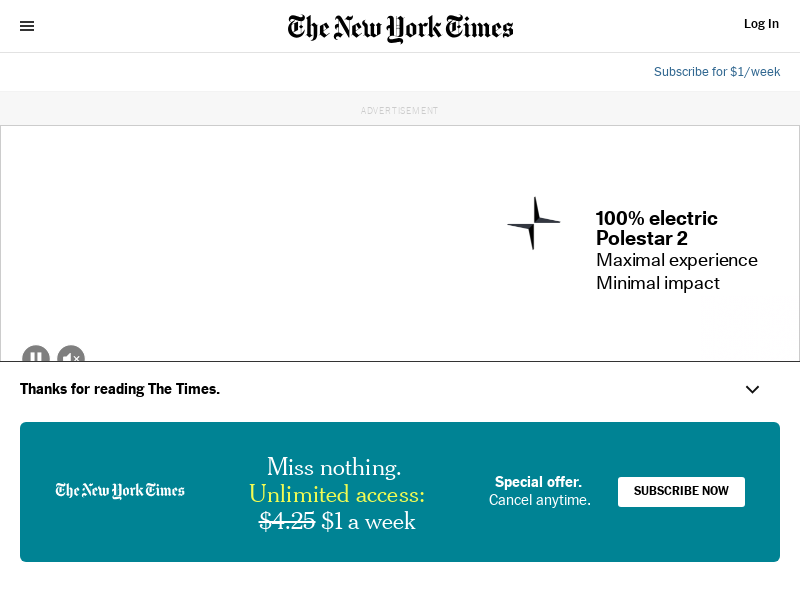 The New York Times
Log In
Subscribe for $1/week
ADVERTISEMENT
100% electric
Polestar 2
Maximal experience
Minimal impact
Thanks for reading The Times.
The New York Times
Miss nothing.
Unlimited access:
$4.25 $1 a week
Special offer.
Cancel anytime.
SUBSCRIBE NOW